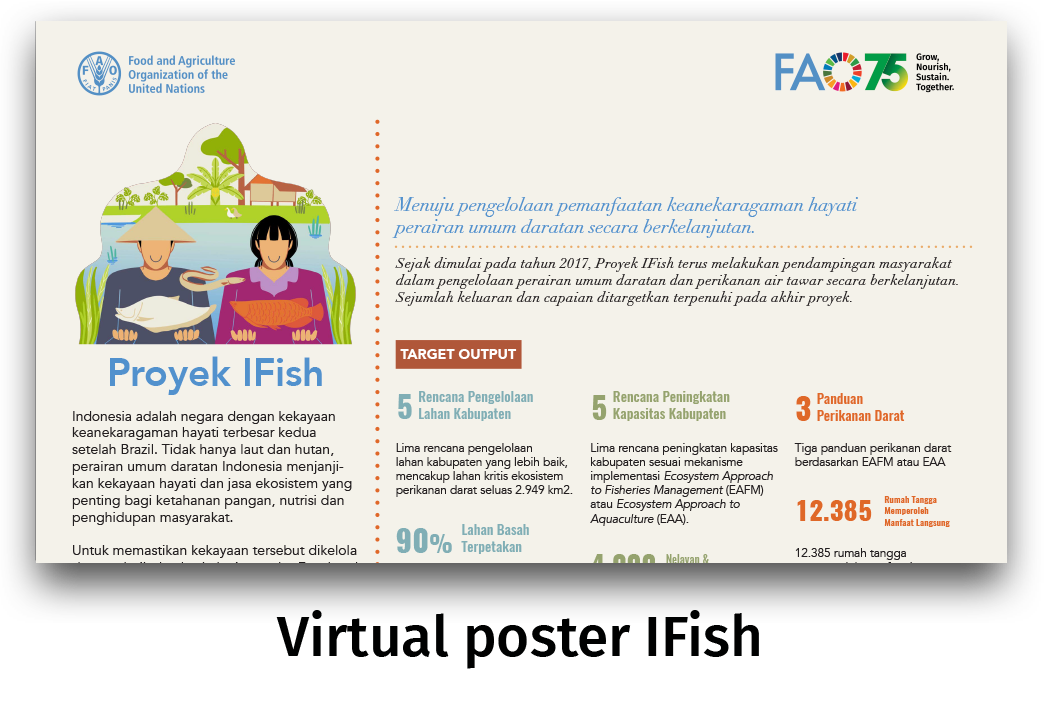 Food and Agriculture
Organization of the
United Nations
FAO
FIAT PANIS
FAO75
Grow,
Nourish,
Sustain.
Together.
Proyek IFish
Indonesia adalah negara dengan kekayaan
keanekaragaman hayati terbesar kedua
setelah Brazil. Tidak hanya laut dan hutan,
perairan umum daratan Indonesia menjanji-
kan kekayaan hayati dan jasa ekosistem yang
penting bagi ketahanan pangan, nutrisi dan
penghidupan masyarakat.
Untuk memastikan kekayaan tersebut dikelola
Menuju pengelolaan pemanfaatan keanekaragaman hayati
perairan umum daratan secara berkelanjutan.
Sejak dimulai pada tahun 2017, Proyek IFish terus melakukan pendampingan masyarakat
dalam pengelolaan perairan umum daratan dan perikanan air tawar secara berkelanjutan.
Sejumlah keluaran dan capaian ditargetkan terpenuhi pada akhir proyek.
TARGET OUTPUT
5 Rencana Pengelolaan
Lahan Kabupaten
Lima rencana pengelolaan
lahan kabupaten yang lebih baik,
mencakup lahan kritis ekosistem
perikanan darat seluas 2.949 km2.
90% Lahan Basah
Terpetakan
5 Rencana Peningkatan
Kapasitas Kabupaten
Lima rencana peningkatan kapasitas
kabupaten sesuai mekanisme
implementasi Ecosystem Approach
to Fisheries Management (EAFM)
atau Ecosystem Approach to
Aquaculture (EAA).
Nelayan &
3 Panduan
Perikanan Darat
Tiga panduan perikanan darat
berdasarkan EAFM atau EAA
12.385 Rumah Tangga
Memperoleh
Manfaat Langsung
12.385 rumah tangga
Virtual poster IFish